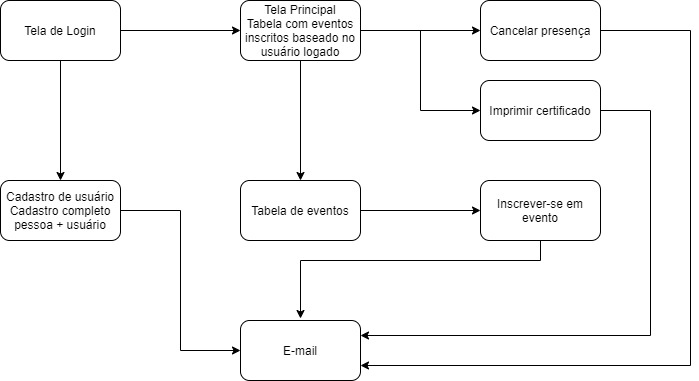 Tela de Login
Tela Principal
Tabela com eventos
inscritos baseado no
usuário logado
Cancelar presença
Imprimir certificado
Cadastro de usuário
Cadastro completo
pessoa + usuário
Tabela de eventos
Inscrever-se em
evento
E-mail